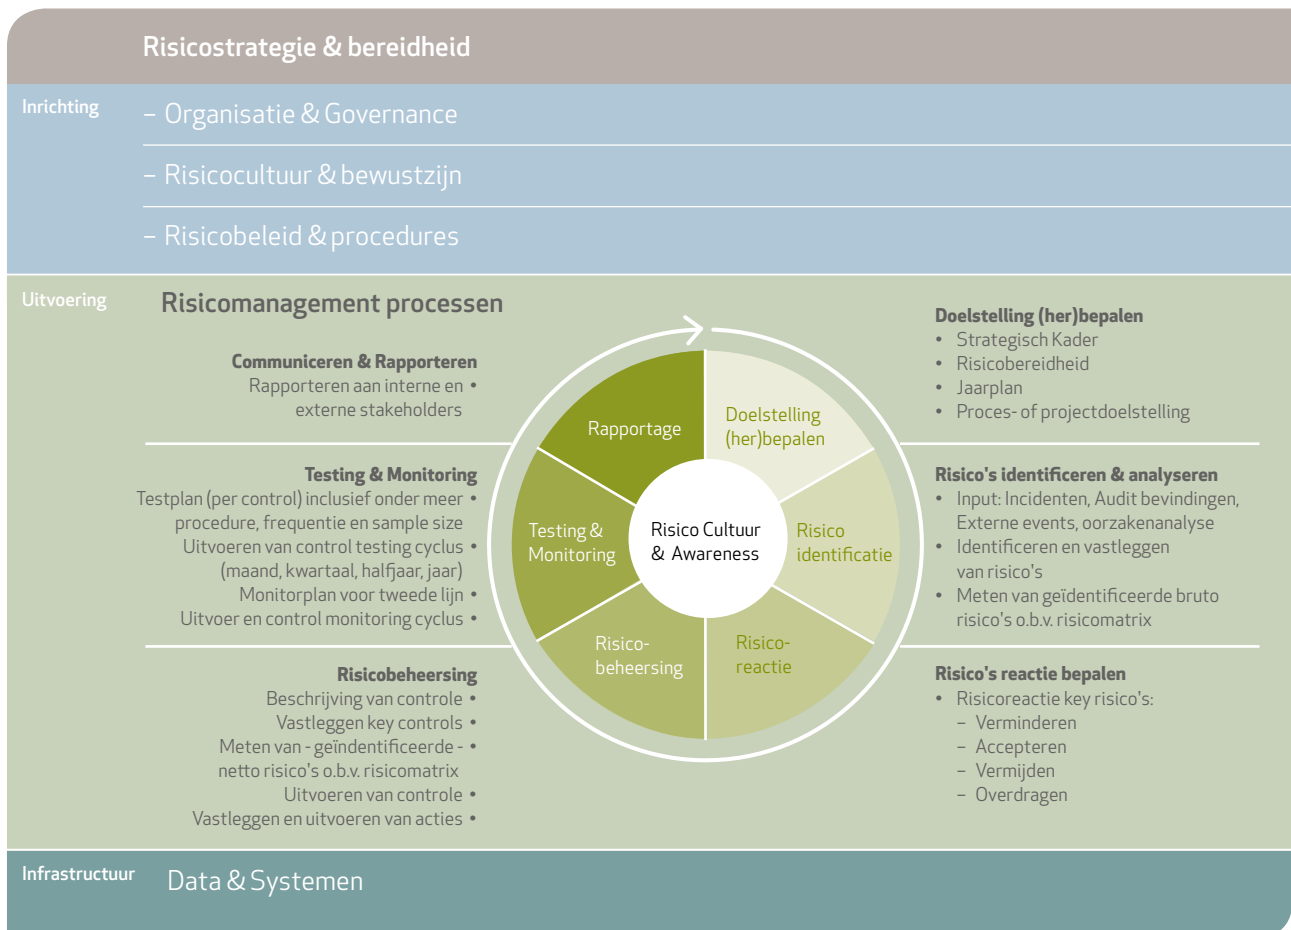 Risicostrategie & bereidheid
Inrichting
– Organisatie & Governance
– Risicocultuur & bewustzijn
– Risicobeleid & procedures
Uitvoering
Risicomanagement processen
Communiceren & Rapporteren
Rapporteren aan interne en •
externe stakeholders
Testing & Monitoring
Testplan (per control) inclusief onder meer •
procedure, frequentie en sample size
Uitvoeren van control testing cyclus •
(maand, kwartaal, halfjaar, jaar)
Monitorplan voor tweede lijn •
Uitvoer en control monitoring cyclus •
Risicobeheersing
Beschrijving van controle •
Vastleggen key controls •
Meten van - geïndentificeerde - •
netto risico's o.b.v. risicomatrix
Uitvoeren van controle •
Vastleggen en uitvoeren van acties •
Rapportage
Doelstelling
(her)bepalen
Testing &
Monitoring
Risico Cultuur
& Awareness
Risico
identificatie
Risico-
beheersing
Risico-
reactie
Doelstelling (her)bepalen
• Strategisch Kader
• Risicobereidheid
• Jaarplan
• Proces- of projectdoelstelling
Risico's identificeren & analyseren
• Input: Incidenten, Audit bevindingen,
Externe events, oorzakenanalyse
• Identificeren en vastleggen
van risico's
• Meten van geïdentificeerde bruto
risico's o.b.v. risicomatrix
Risico's reactie bepalen
• Risicoreactie key risico's:
– Verminderen
– Accepteren
– Vermijden
– Overdragen
Infrastructuur
Data & Systemen